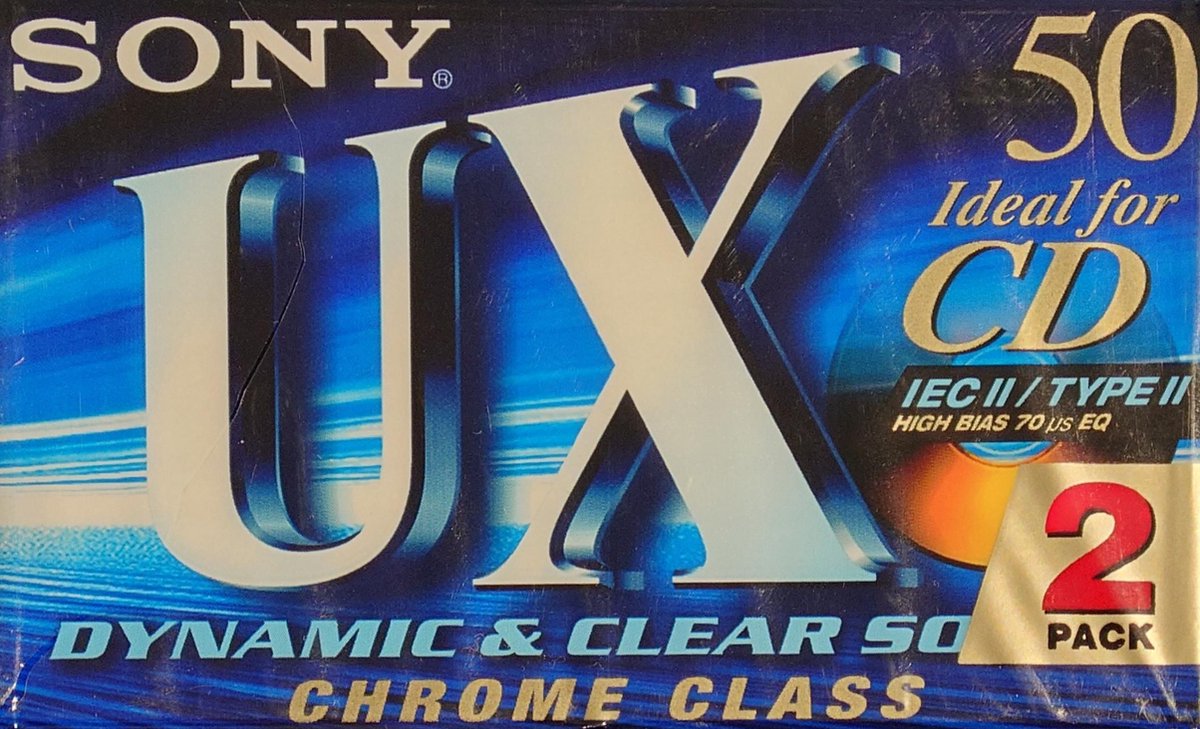 SONY®
50
UX
Ideal for
CD
IEC II / TYPE II
HIGH BIAS 70 μs EQ
2
PACK
DYNAMIC & CLEAR SO
CHROME CLASS